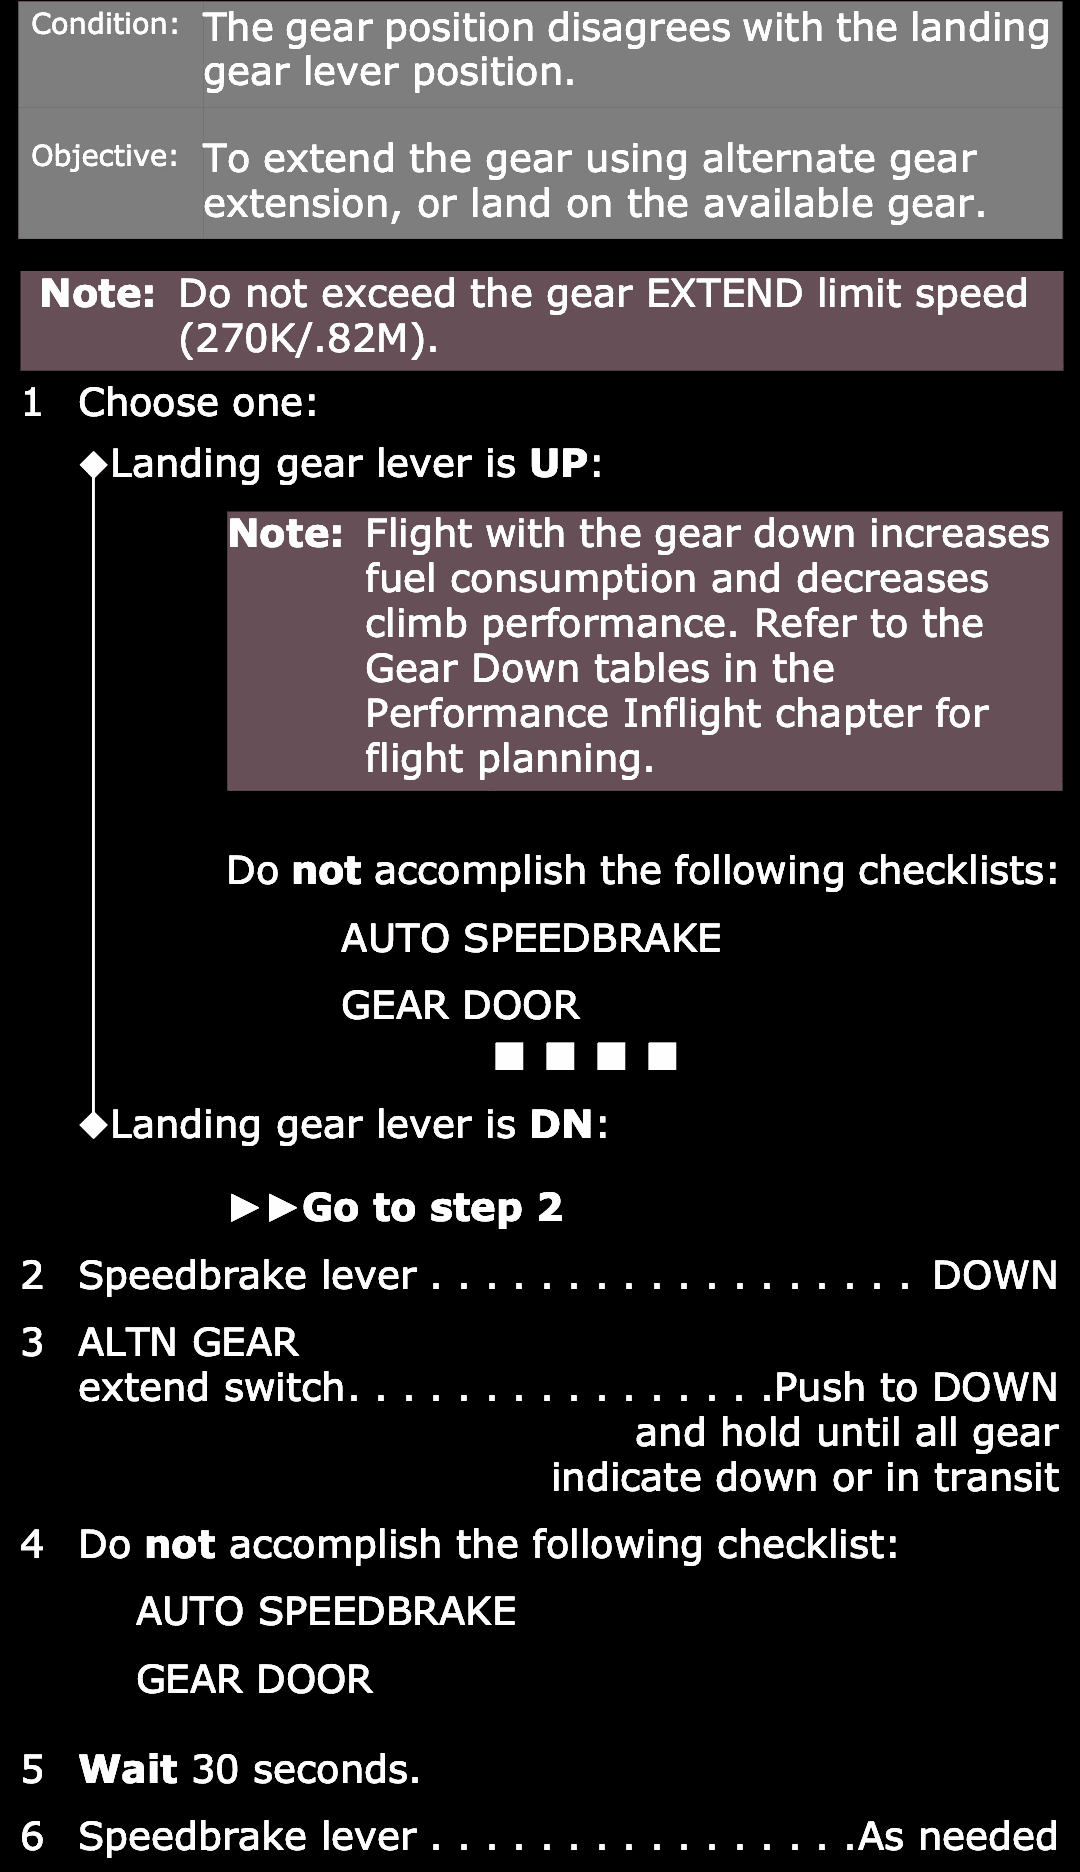 Condition: The gear position disagrees with the landing
gear lever position.
Objective: To extend the gear using alternate gear
extension, or land on the available gear.
Note: Do not exceed the gear EXTEND limit speed
(270K/.82M).
1 Choose one:
◆Landing gear lever is UP:
Note: Flight with the gear down increases
fuel consumption and decreases
climb performance. Refer to the
Gear Down tables in the
Performance Inflight chapter for
flight planning.
Do not accomplish the following checklists:
AUTO SPEEDBRAKE
GEAR DOOR
■ ■ ■ ■
◆Landing gear lever is DN:
►►Go to step 2
2 Speedbrake lever . . . . . . . . . . . . . . . . . . DOWN
3 ALTN GEAR
extend switch. . . . . . . . . . . . . . . .Push to DOWN
and hold until all gear
indicate down or in transit
4 Do not accomplish the following checklist:
AUTO SPEEDBRAKE
GEAR DOOR
5 Wait 30 seconds.
6 Speedbrake lever . . . . . . . . . . . . . . . .As needed